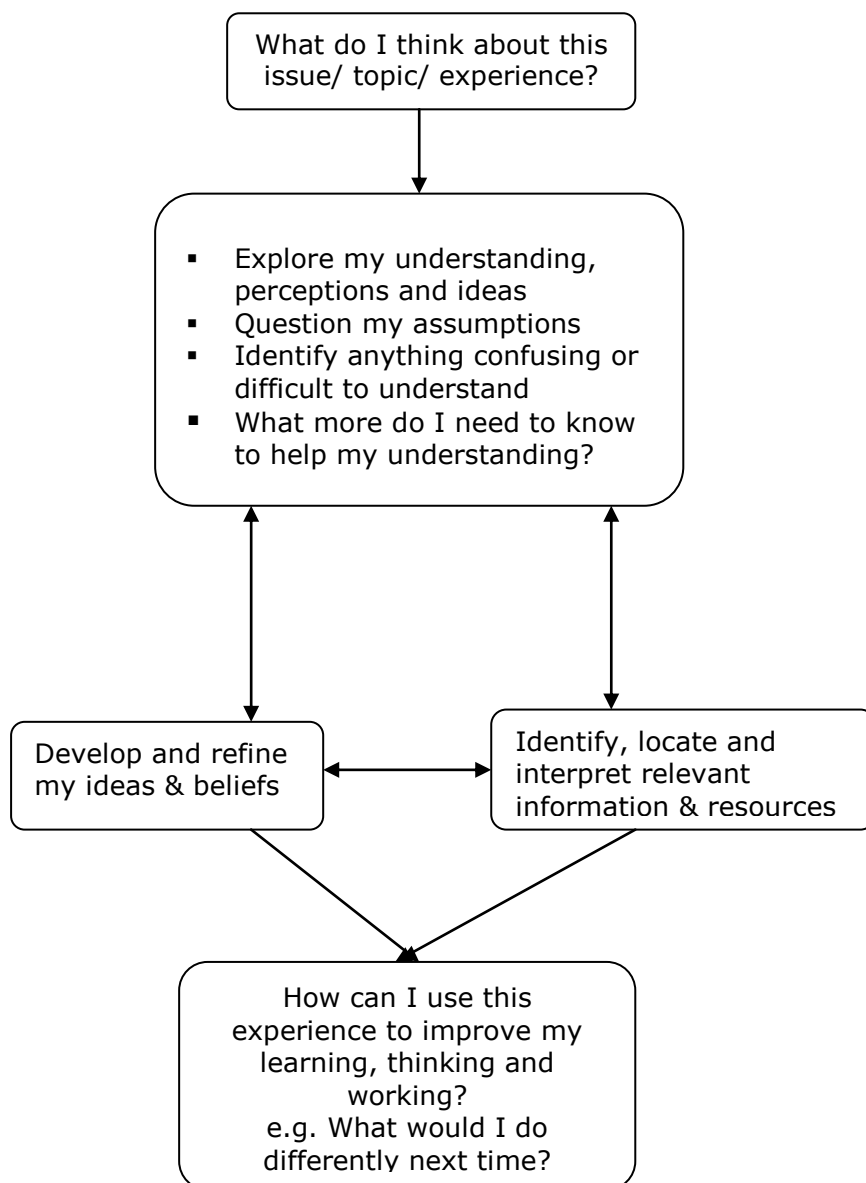 What do I think about this
issue/ topic/ experience?
▪ Explore my understanding,
perceptions and ideas
▪ Question my assumptions
▪ Identify anything confusing or
difficult to understand
▪ What more do I need to know
to help my understanding?
Develop and refine
my ideas & beliefs
Identify, locate and
interpret relevant
information & resources
How can I use this
experience to improve my
learning, thinking and
working?
e.g. What would I do
differently next time?